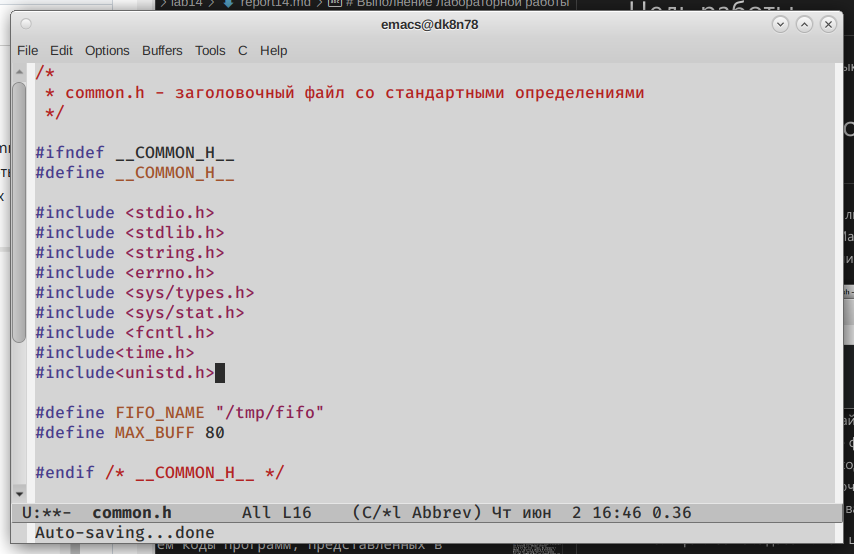 lab14 > report14.md > # Выполнение лабораторной работы
Цель работы
emacs@dk8n78
File Edit Options Buffers Tools C Help
/*
 * common.h - заголовочный файл со стандартными определениями
 */
#ifndef __COMMON_H__
#define __COMMON_H__
#include <stdio.h>
#include <stdlib.h>
#include <string.h>
#include <errno.h>
#include <sys/types.h>
#include <sys/stat.h>
#include <fcntl.h>
#include<time.h>
#include<unistd.h>
#define FIFO_NAME "/tmp/fifo"
#define MAX_BUFF 80
#endif /* __COMMON_H__ */
U:**-  common.h       All L16    (C/*l Abbrev) Чт июн  2 16:46 0.36
Auto-saving...done
ем коды программ, представленных в